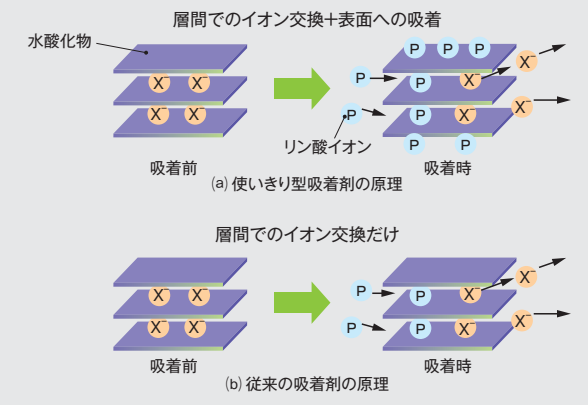 層間でのイオン交換+表面への吸着
水酸化物
P P P
X⁻
X⁻ X⁻
P
P
X⁻
X⁻ X⁻
P
P
X⁻
X⁻
リン酸イオン
P P
吸着前
吸着時
(a) 使いきり型吸着剤の原理
層間でのイオン交換だけ
X⁻
X⁻ X⁻
P
P
X⁻
X⁻ X⁻
P
P
X⁻
X⁻
吸着前
吸着時
(b) 従来の吸着剤の原理